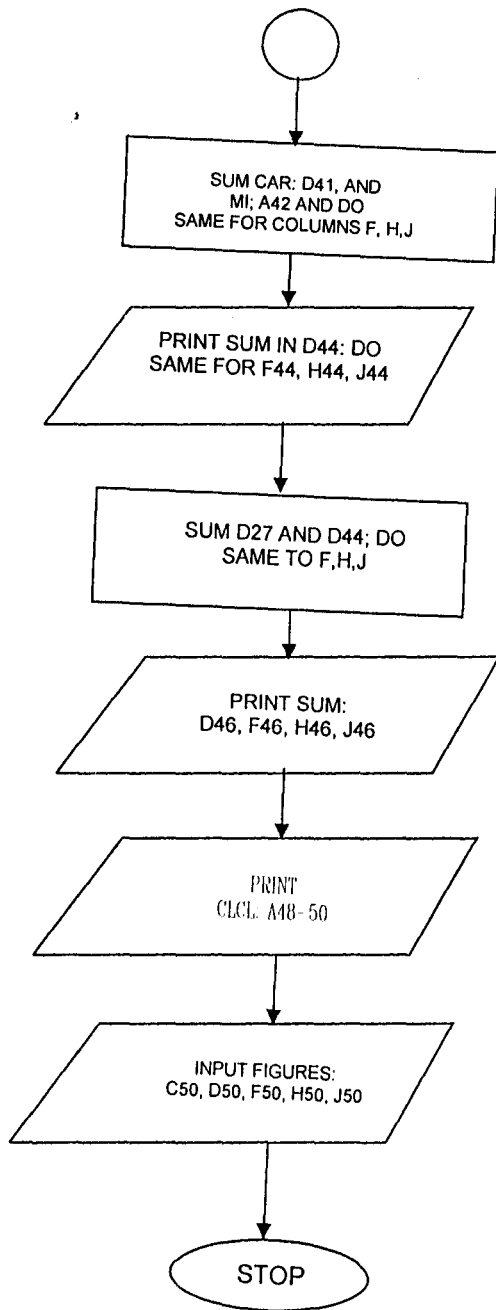 SUM CAR: D41, AND
MI; A42 AND DO
SAME FOR COLUMNS F, H,J
PRINT SUM IN D44: DO
SAME FOR F44, H44, J44
SUM D27 AND D44; DO
SAME TO F,H,J
PRINT SUM:
D46, F46, H46, J46
PRINT
CLCL: A48-50
INPUT FIGURES:
C50, D50, F50, H50, J50
STOP